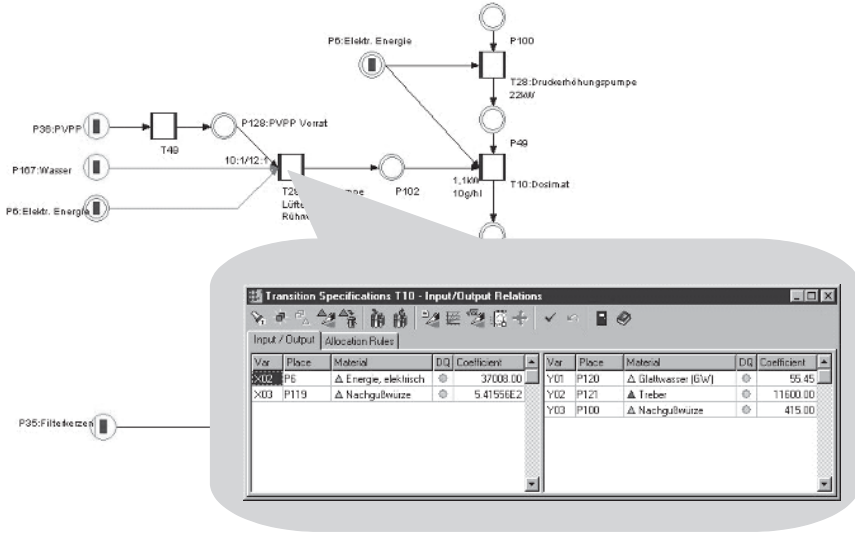 P6:Elektr. Energie
P100
T28:Druckerhöhungspumpe
22kW
P36:PVPP
T49
P128:PVPP Vorrat
P49
P167:Wasser
10:1/12:1
P102
1,1kW
10g/hl
T10:Dosimat
P6:Elektr. Energie
P35:Filterkerzen
Transition Specifications T10 - Input/Output Relations
Input / Output Allocation Rules
Var Place Material DQ Coefficient Var Place Material DQ Coefficient
X02 P6 Energie, elektrisch 37008.00 Y01 P120 Glattwasser (GW) 55.45
X03 P119 Nachgußwürze 5.41556E2 Y02 P121 Treber 11600.00
Y03 P100 Nachgußwürze 415.00